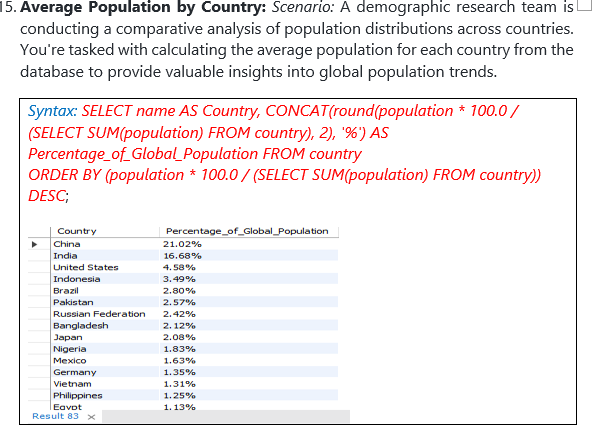 15. Average Population by Country: Scenario: A demographic research team is
conducting a comparative analysis of population distributions across countries.
You're tasked with calculating the average population for each country from the
database to provide valuable insights into global population trends.
Syntax: SELECT name AS Country, CONCAT(round(population * 100.0 /
(SELECT SUM(population) FROM country), 2), '%') AS
Percentage_of_Global_Population FROM country
ORDER BY (population * 100.0 / (SELECT SUM(population) FROM country))
DESC;
Country Percentage_of_Global_Population
China 21.02%
India 16.68%
United States 4.58%
Indonesia 3.49%
Brazil 2.80%
Pakistan 2.57%
Russian Federation 2.42%
Bangladesh 2.12%
Japan 2.08%
Nigeria 1.83%
Mexico 1.63%
Germany 1.35%
Vietnam 1.31%
Philippines 1.25%
Egypt 1.13%
Result 83 ×